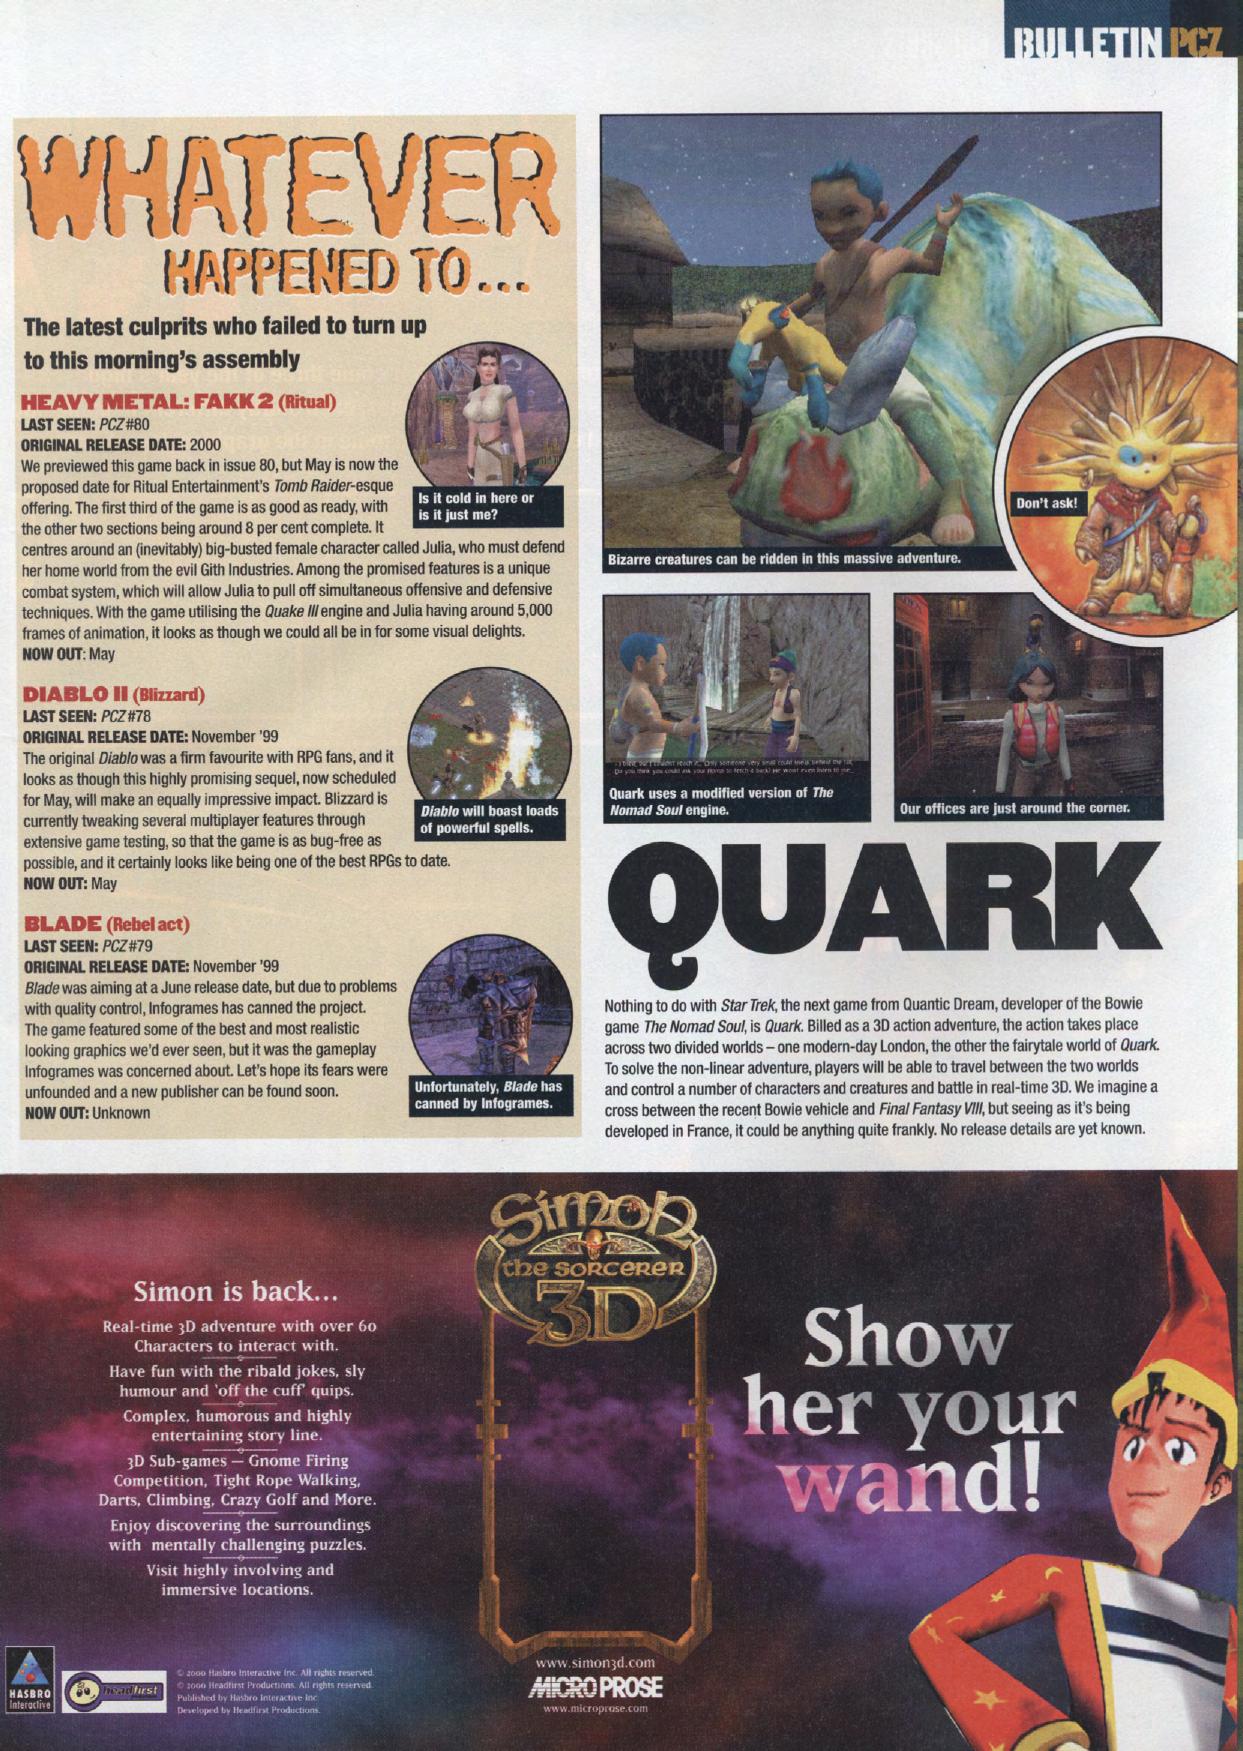 BULLETIN PCZ
WHATEVER
HAPPENED TO...
The latest culprits who failed to turn up
to this morning's assembly
HEAVY METAL: FAKK 2 (Ritual)
LAST SEEN: PCZ #80
ORIGINAL RELEASE DATE: 2000
We previewed this game back in issue 80, but May is now the
proposed date for Ritual Entertainment's Tomb Raider-esque
offering. The first third of the game is as good as ready, with
the other two sections being around 8 per cent complete. It
centres around an (inevitably) big-busted female character called Julia, who must defend
her home world from the evil Gith Industries. Among the promised features is a unique
combat system, which will allow Julia to pull off simultaneous offensive and defensive
techniques. With the game utilising the Quake III engine and Julia having around 5,000
frames of animation, it looks as though we could all be in for some visual delights.
NOW OUT: May
Is it cold in here or
is it just me?
DIABLO II (Blizzard)
LAST SEEN: PCZ #78
ORIGINAL RELEASE DATE: November '99
The original Diablo was a firm favourite with RPG fans, and it
looks as though this highly promising sequel, now scheduled
for May, will make an equally impressive impact. Blizzard is
currently tweaking several multiplayer features through
extensive game testing, so that the game is as bug-free as
possible, and it certainly looks like being one of the best RPGs to date.
NOW OUT: May
Diablo will boast loads
of powerful spells.
BLADE (Rebel act)
LAST SEEN: PCZ #79
ORIGINAL RELEASE DATE: November '99
Blade was aiming at a June release date, but due to problems
with quality control, Infogrames has canned the project.
The game featured some of the best and most realistic
looking graphics we'd ever seen, but it was the gameplay
Infogrames was concerned about. Let's hope its fears were
unfounded and a new publisher can be found soon.
NOW OUT: Unknown
Unfortunately, Blade has
canned by Infogrames.
Bizarre creatures can be ridden in this massive adventure.
Don't ask!
Quark uses a modified version of The
Nomad Soul engine.
Our offices are just around the corner.
QUARK
Nothing to do with Star Trek, the next game from Quantic Dream, developer of the Bowie
game The Nomad Soul, is Quark. Billed as a 3D action adventure, the action takes place
across two divided worlds – one modern-day London, the other the fairytale world of Quark.
To solve the non-linear adventure, players will be able to travel between the two worlds
and control a number of characters and creatures and battle in real-time 3D. We imagine a
cross between the recent Bowie vehicle and Final Fantasy VIII, but seeing as it's being
developed in France, it could be anything quite frankly. No release details are yet known.
Simon
the sorcerer
3D
Simon is back...
Real-time 3D adventure with over 60
Characters to interact with.
Have fun with the ribald jokes, sly
humour and 'off the cuff' quips.
Complex, humorous and highly
entertaining story line.
3D Sub-games – Gnome Firing
Competition, Tight Rope Walking,
Darts, Climbing, Crazy Golf and More.
Enjoy discovering the surroundings
with mentally challenging puzzles.
Visit highly involving and
immersive locations.
Show
her your
wand!
HASBRO
Interactive
headfirst
© 2000 Hasbro Interactive Inc. All rights reserved.
© 2000 Headfirst Productions. All rights reserved.
Published by Hasbro Interactive Inc
Developed by Headfirst Productions.
www.simon3d.com
MICROPROSE
www.microprose.com